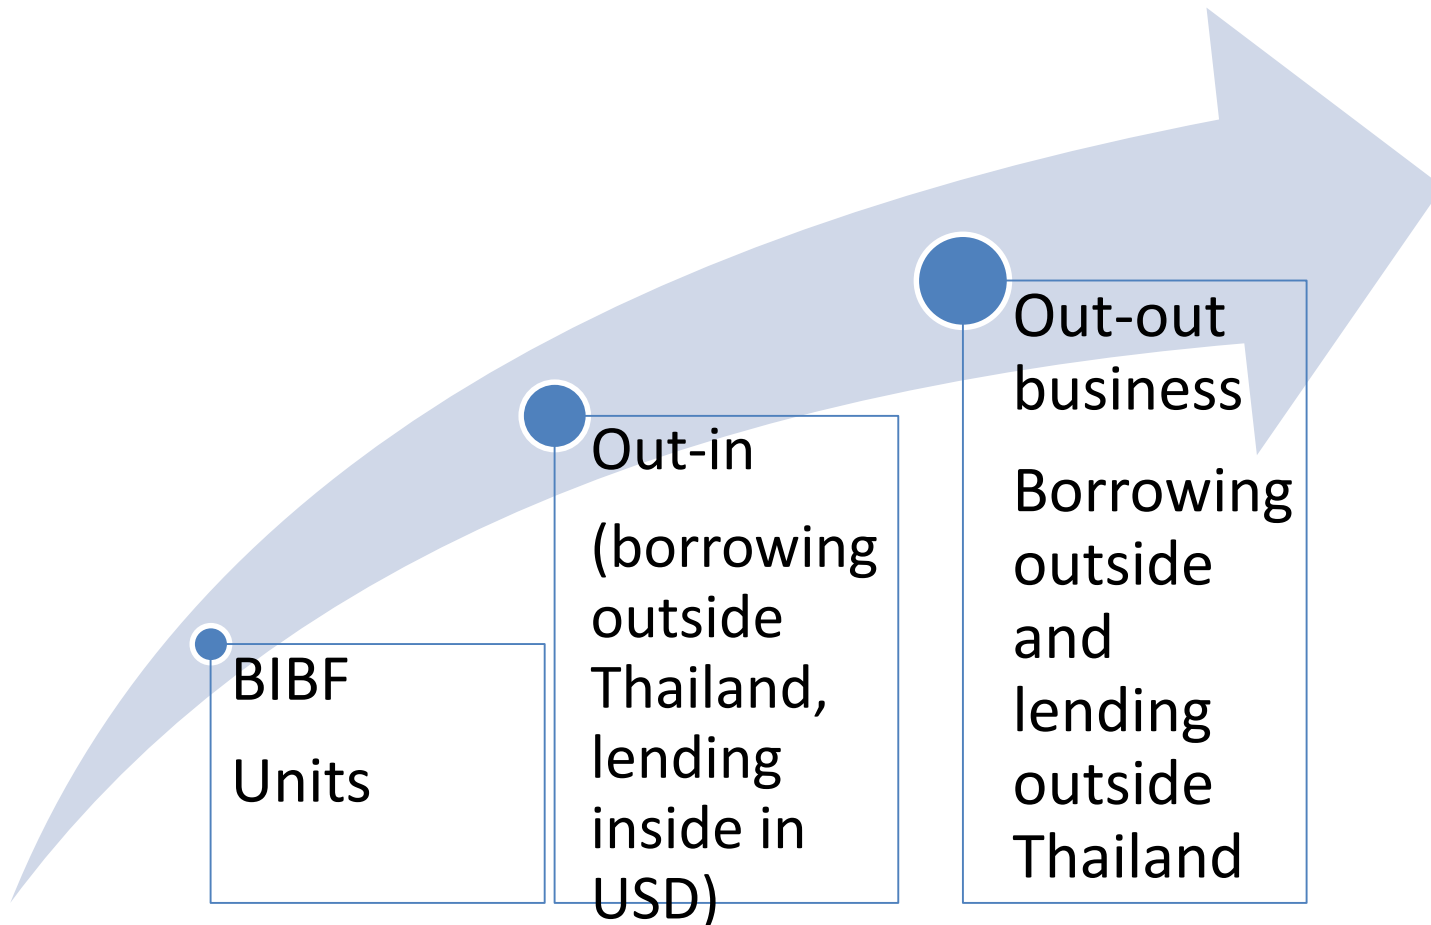 BIBF
Units
Out-in
(borrowing
outside
Thailand,
lending
inside in
USD)
Out-out
business
Borrowing
outside
and
lending
outside
Thailand